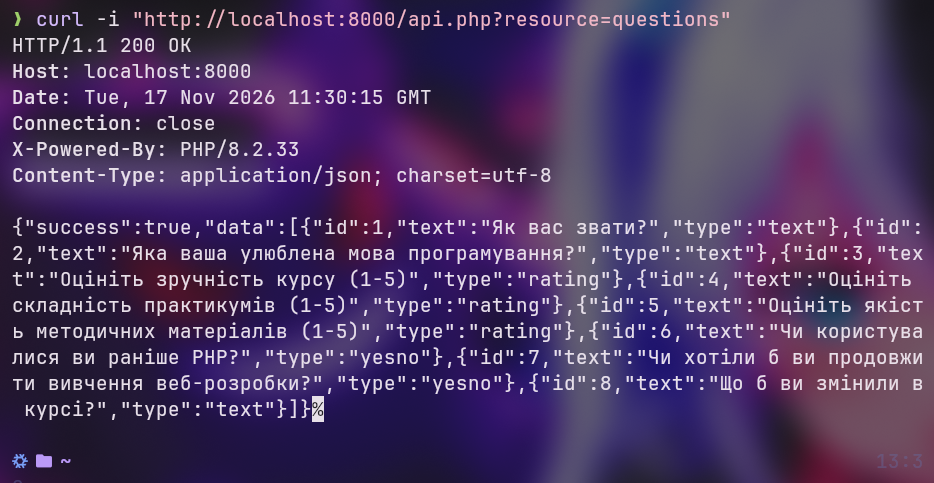 ❯ curl -i "http://localhost:8000/api.php?resource=questions"
HTTP/1.1 200 OK
Host: localhost:8000
Date: Tue, 17 Nov 2026 11:30:15 GMT
Connection: close
X-Powered-By: PHP/8.2.33
Content-Type: application/json; charset=utf-8

{"success":true,"data":[{"id":1,"text":"Як вас звати?","type":"text"},{"id":
2,"text":"Яка ваша улюблена мова програмування?","type":"text"},{"id":3,"tex
t":"Оцініть зручність курсу (1-5)","type":"rating"},{"id":4,"text":"Оцініть
складність практикумів (1-5)","type":"rating"},{"id":5,"text":"Оцініть якіст
ь методичних матеріалів (1-5)","type":"rating"},{"id":6,"text":"Чи користува
лися ви раніше PHP?","type":"yesno"},{"id":7,"text":"Чи хотіли б ви продовжи
ти вивчення веб-розробки?","type":"yesno"},{"id":8,"text":"Що б ви змінили в
 курсі?","type":"text"}]}%
~ 13:3